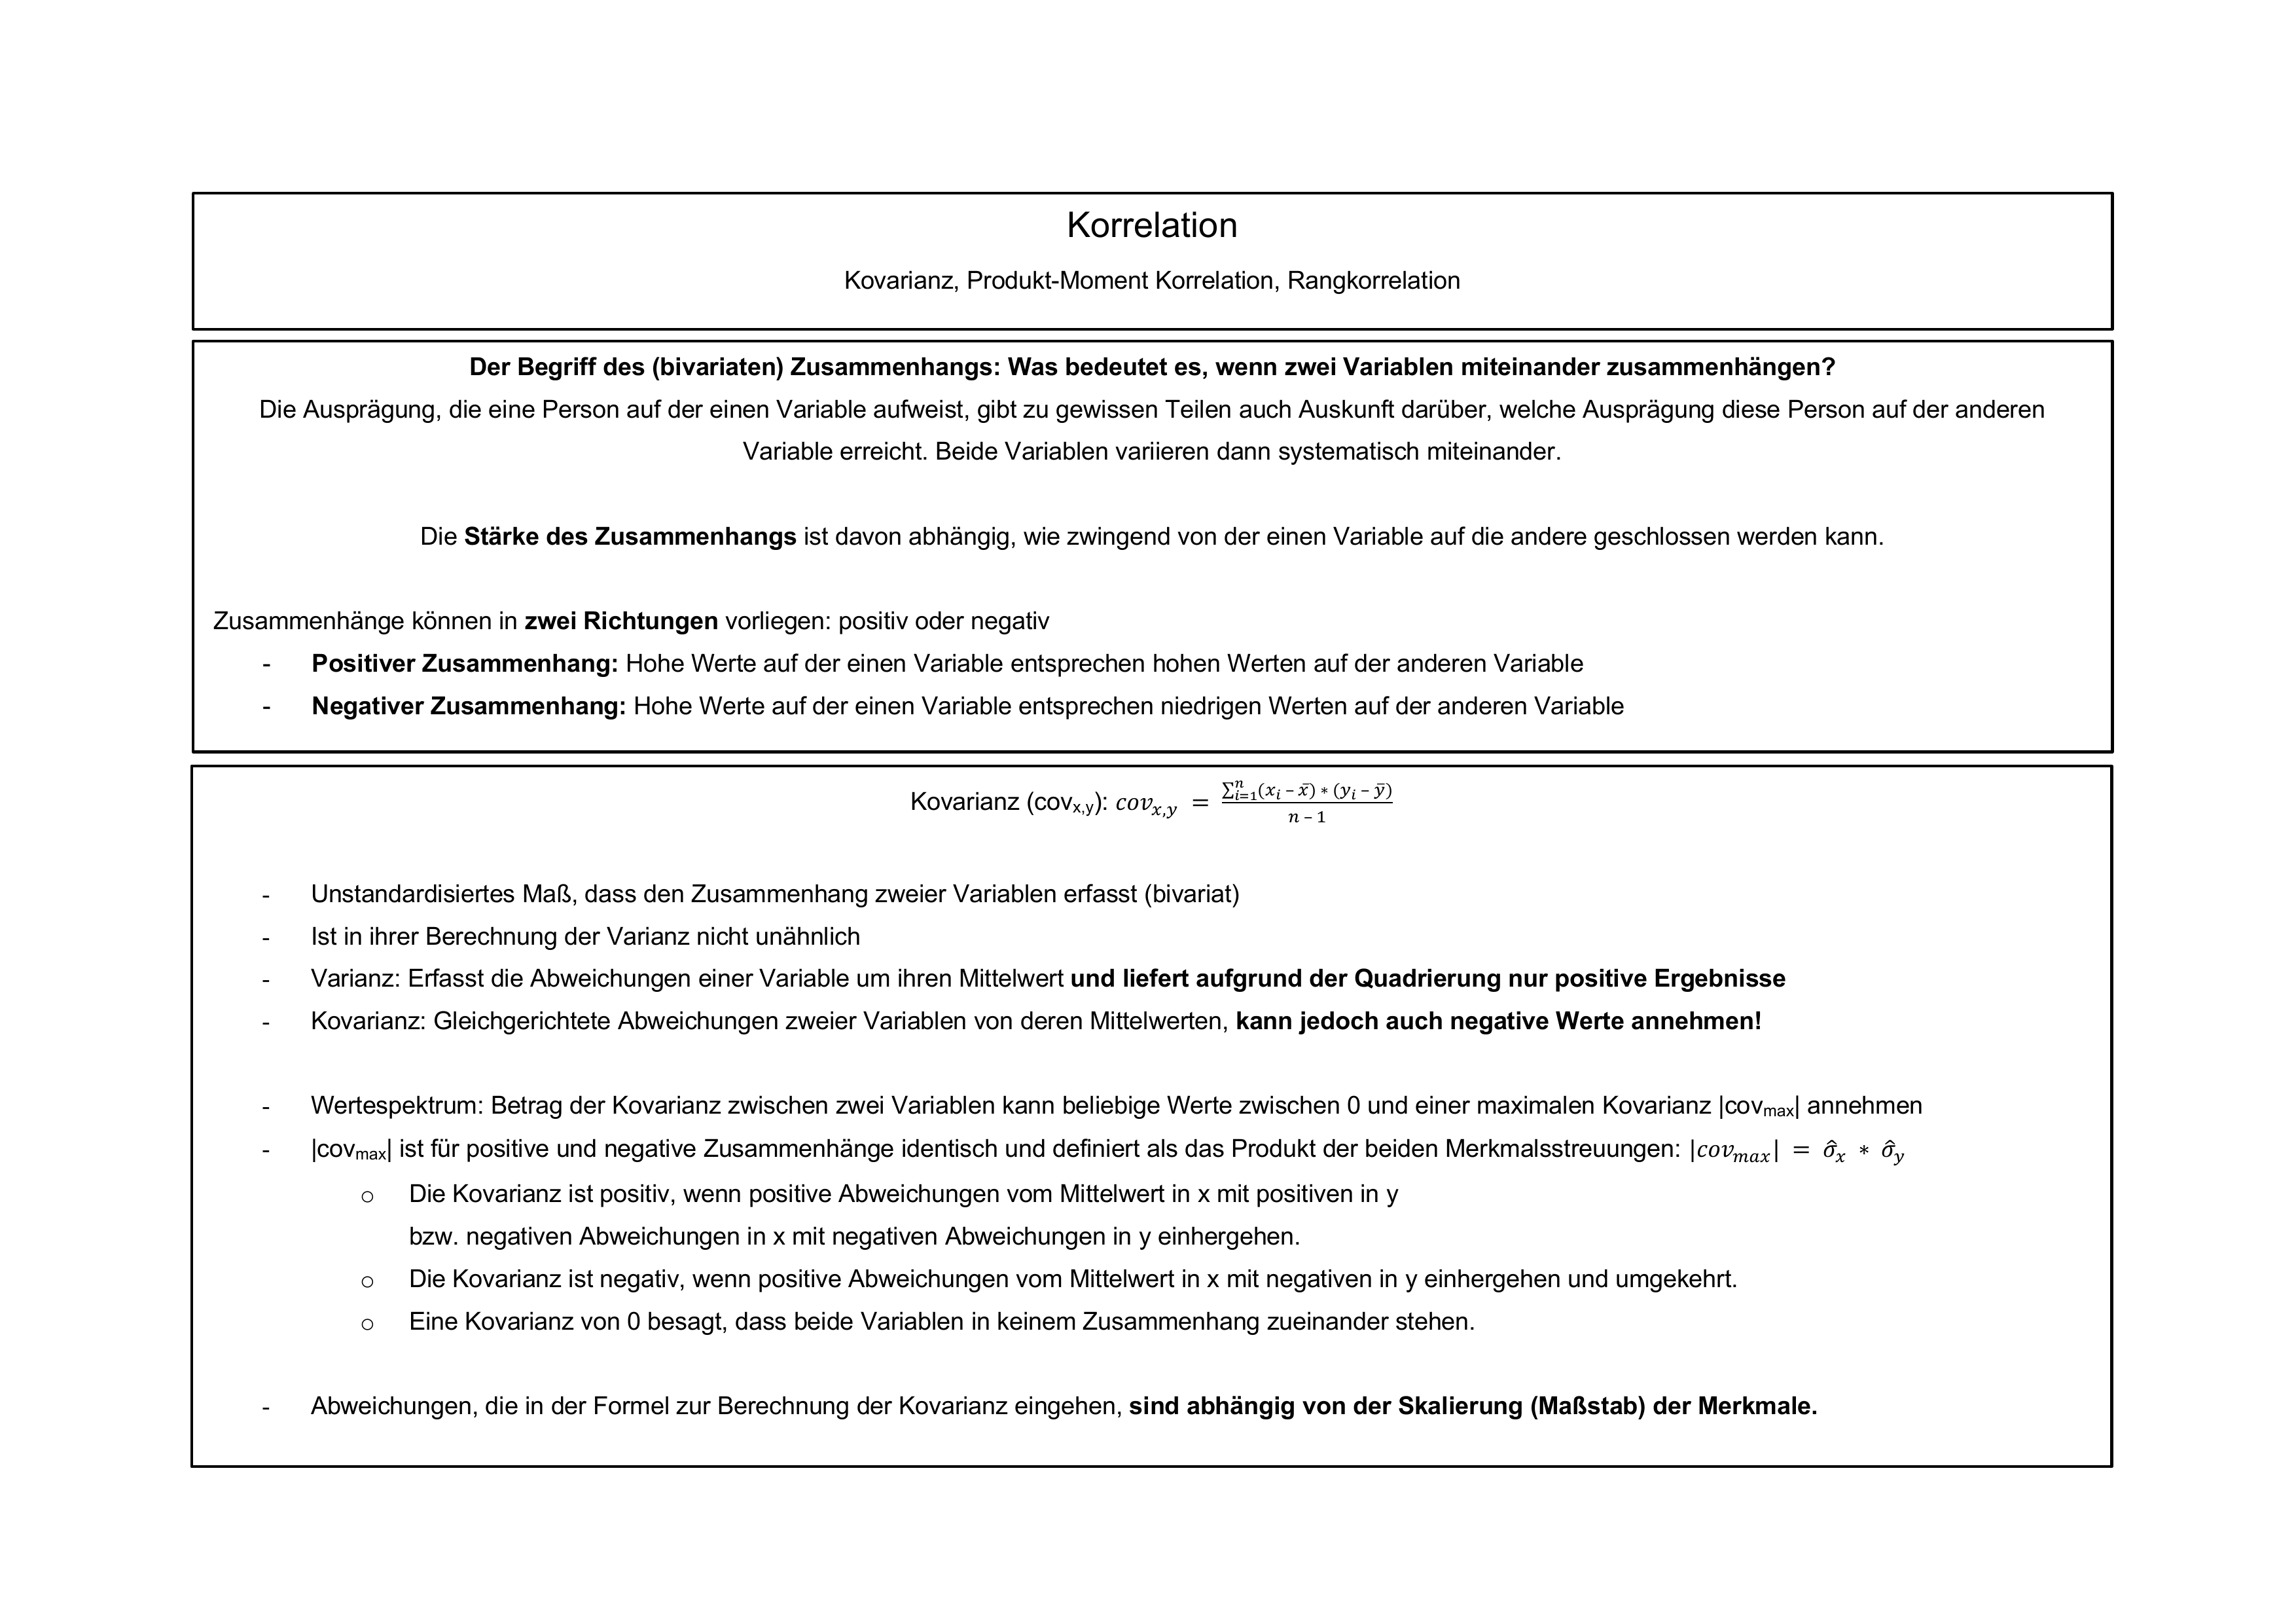 Korrelation
Kovarianz, Produkt-Moment Korrelation, Rangkorrelation
Der Begriff des (bivariaten) Zusammenhangs: Was bedeutet es, wenn zwei Variablen miteinander zusammenhängen?
Die Ausprägung, die eine Person auf der einen Variable aufweist, gibt zu gewissen Teilen auch Auskunft darüber, welche Ausprägung diese Person auf der anderen
Variable erreicht. Beide Variablen variieren dann systematisch miteinander.
Die Stärke des Zusammenhangs ist davon abhängig, wie zwingend von der einen Variable auf die andere geschlossen werden kann.
Zusammenhänge können in zwei Richtungen vorliegen: positiv oder negativ
- Positiver Zusammenhang: Hohe Werte auf der einen Variable entsprechen hohen Werten auf der anderen Variable
- Negativer Zusammenhang: Hohe Werte auf der einen Variable entsprechen niedrigen Werten auf der anderen Variable
Kovarianz (cov_{x,y}): $cov_{x,y} = \frac{\sum_{i=1}^{n}(x_i - \bar{x}) * (y_i - \bar{y})}{n - 1}$
- Unstandardisiertes Maß, dass den Zusammenhang zweier Variablen erfasst (bivariat)
- Ist in ihrer Berechnung der Varianz nicht unähnlich
- Varianz: Erfasst die Abweichungen einer Variable um ihren Mittelwert und liefert aufgrund der Quadrierung nur positive Ergebnisse
- Kovarianz: Gleichgerichtete Abweichungen zweier Variablen von deren Mittelwerten, kann jedoch auch negative Werte annehmen!
- Wertespektrum: Betrag der Kovarianz zwischen zwei Variablen kann beliebige Werte zwischen 0 und einer maximalen Kovarianz |cov_{max}| annehmen
- |cov_{max}| ist für positive und negative Zusammenhänge identisch und definiert als das Produkt der beiden Merkmalsstreuungen: $|cov_{max}| = \hat{\sigma}_x * \hat{\sigma}_y$
o Die Kovarianz ist positiv, wenn positive Abweichungen vom Mittelwert in x mit positiven in y
bzw. negativen Abweichungen in x mit negativen Abweichungen in y einhergehen.
o Die Kovarianz ist negativ, wenn positive Abweichungen vom Mittelwert in x mit negativen in y einhergehen und umgekehrt.
o Eine Kovarianz von 0 besagt, dass beide Variablen in keinem Zusammenhang zueinander stehen.
- Abweichungen, die in der Formel zur Berechnung der Kovarianz eingehen, sind abhängig von der Skalierung (Maßstab) der Merkmale.